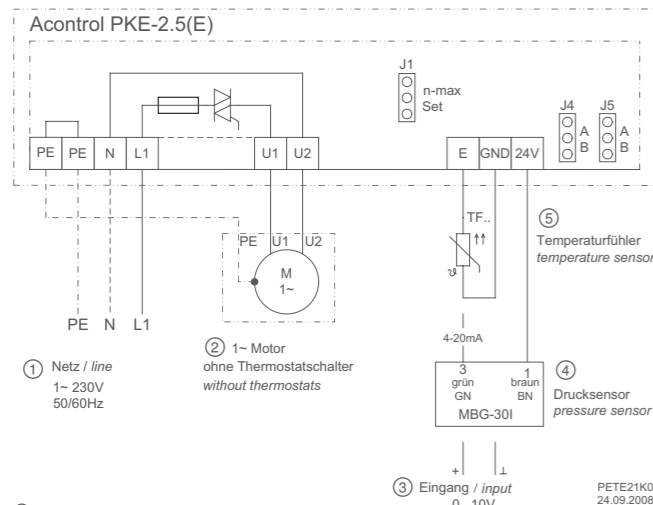 Acontrol PKE-2.5(E)
J1
n-max
Set
J4
J5
A
B
A
B
PE PE N L1 U1 U2 E GND 24V
TF..
ϑ
⑤
Temperaturfühler
temperature sensor
PE U1 U2
M
1~
PE N L1
① Netz / line
1~ 230V
50/60Hz
② 1~ Motor
ohne Thermostatschalter
without thermostats
4-20mA
3 1
grün braun
GN BN
MBG-30I
④
Drucksensor
pressure sensor
+ ⊥
③ Eingang / input
0...10V
PETE21K0
24.09.2008